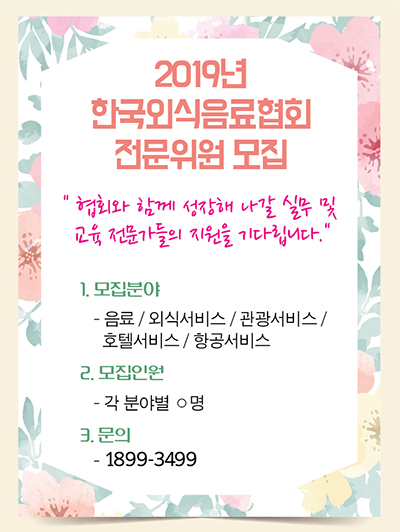 2019년
한국외식음료협회
전문위원 모집
" 협회와 함께 성장해 나갈 실무 및
교육 전문가들의 지원을 기다립니다."
1. 모집분야
- 음료 / 외식서비스 / 관광서비스 /
호텔서비스 / 항공서비스
2. 모집인원
- 각 분야별 ㅇ명
3. 문의
- 1899-3499